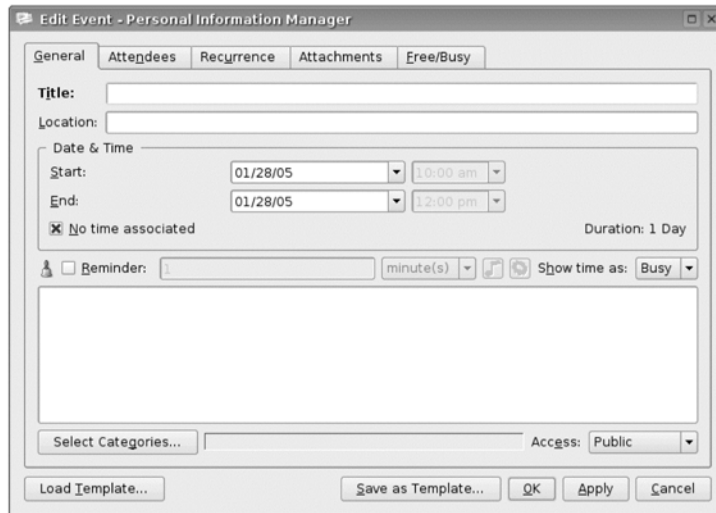 Edit Event - Personal Information Manager
General Attendees Recurrence Attachments Free/Busy
Title:
Location:
Date & Time
Start: 01/28/05 10:00 am
End: 01/28/05 12:00 pm
No time associated Duration: 1 Day
Reminder: 1 minute(s) Show time as: Busy
Select Categories... Access: Public
Load Template... Save as Template... OK Apply Cancel